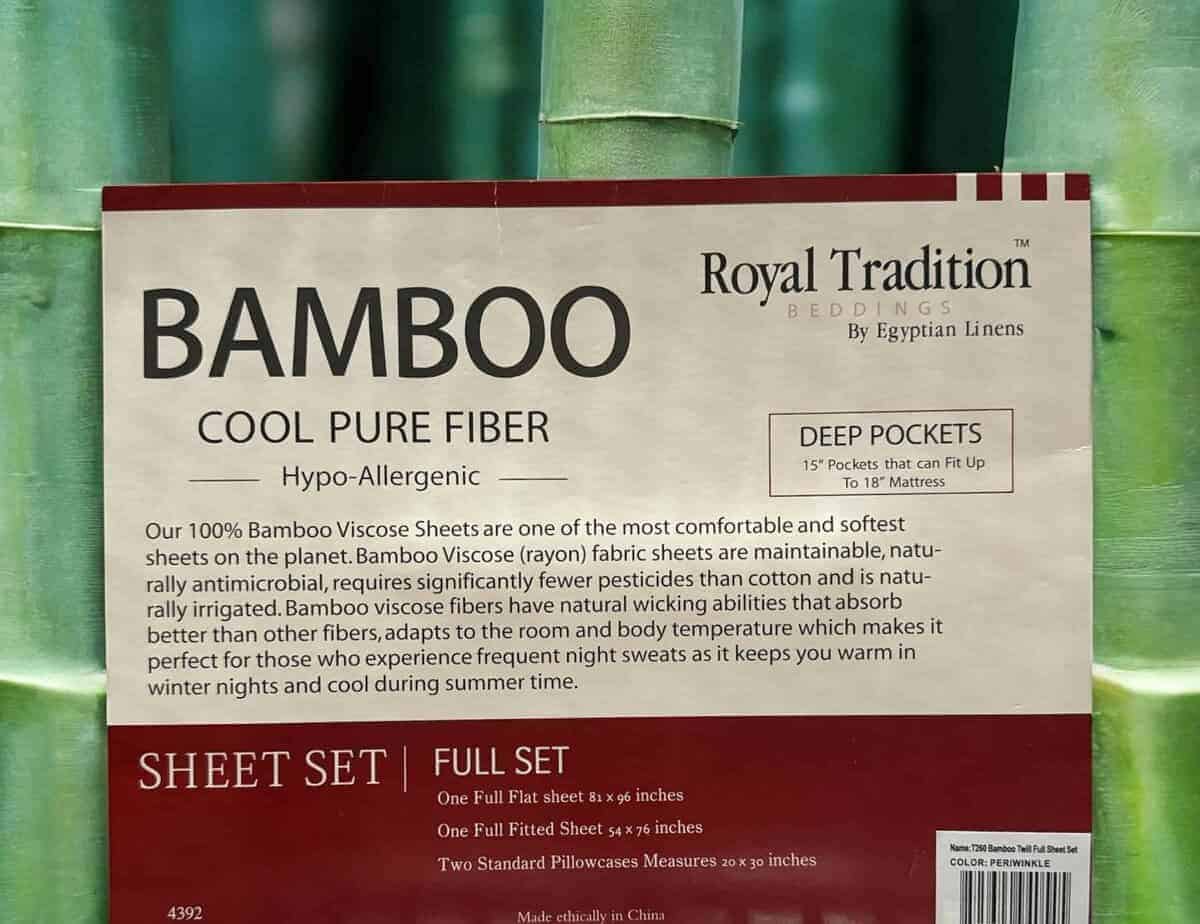 BAMBOO
COOL PURE FIBER
Hypo-Allergenic
Royal Tradition™
BEDDINGS
By Egyptian Linens
DEEP POCKETS
15" Pockets that can Fit Up
To 18" Mattress
Our 100% Bamboo Viscose Sheets are one of the most comfortable and softest
sheets on the planet. Bamboo Viscose (rayon) fabric sheets are maintainable, natu-
rally antimicrobial, requires significantly fewer pesticides than cotton and is natu-
rally irrigated. Bamboo viscose fibers have natural wicking abilities that absorb
better than other fibers, adapts to the room and body temperature which makes it
perfect for those who experience frequent night sweats as it keeps you warm in
winter nights and cool during summer time.
SHEET SET | FULL SET
One Full Flat sheet 81 x 96 inches
One Full Fitted Sheet 54 x 76 inches
Two Standard Pillowcases Measures 20 x 30 inches
Name: T260 Bamboo Twill Full Sheet Set
COLOR: PERIWINKLE
4392
Made ethically in China